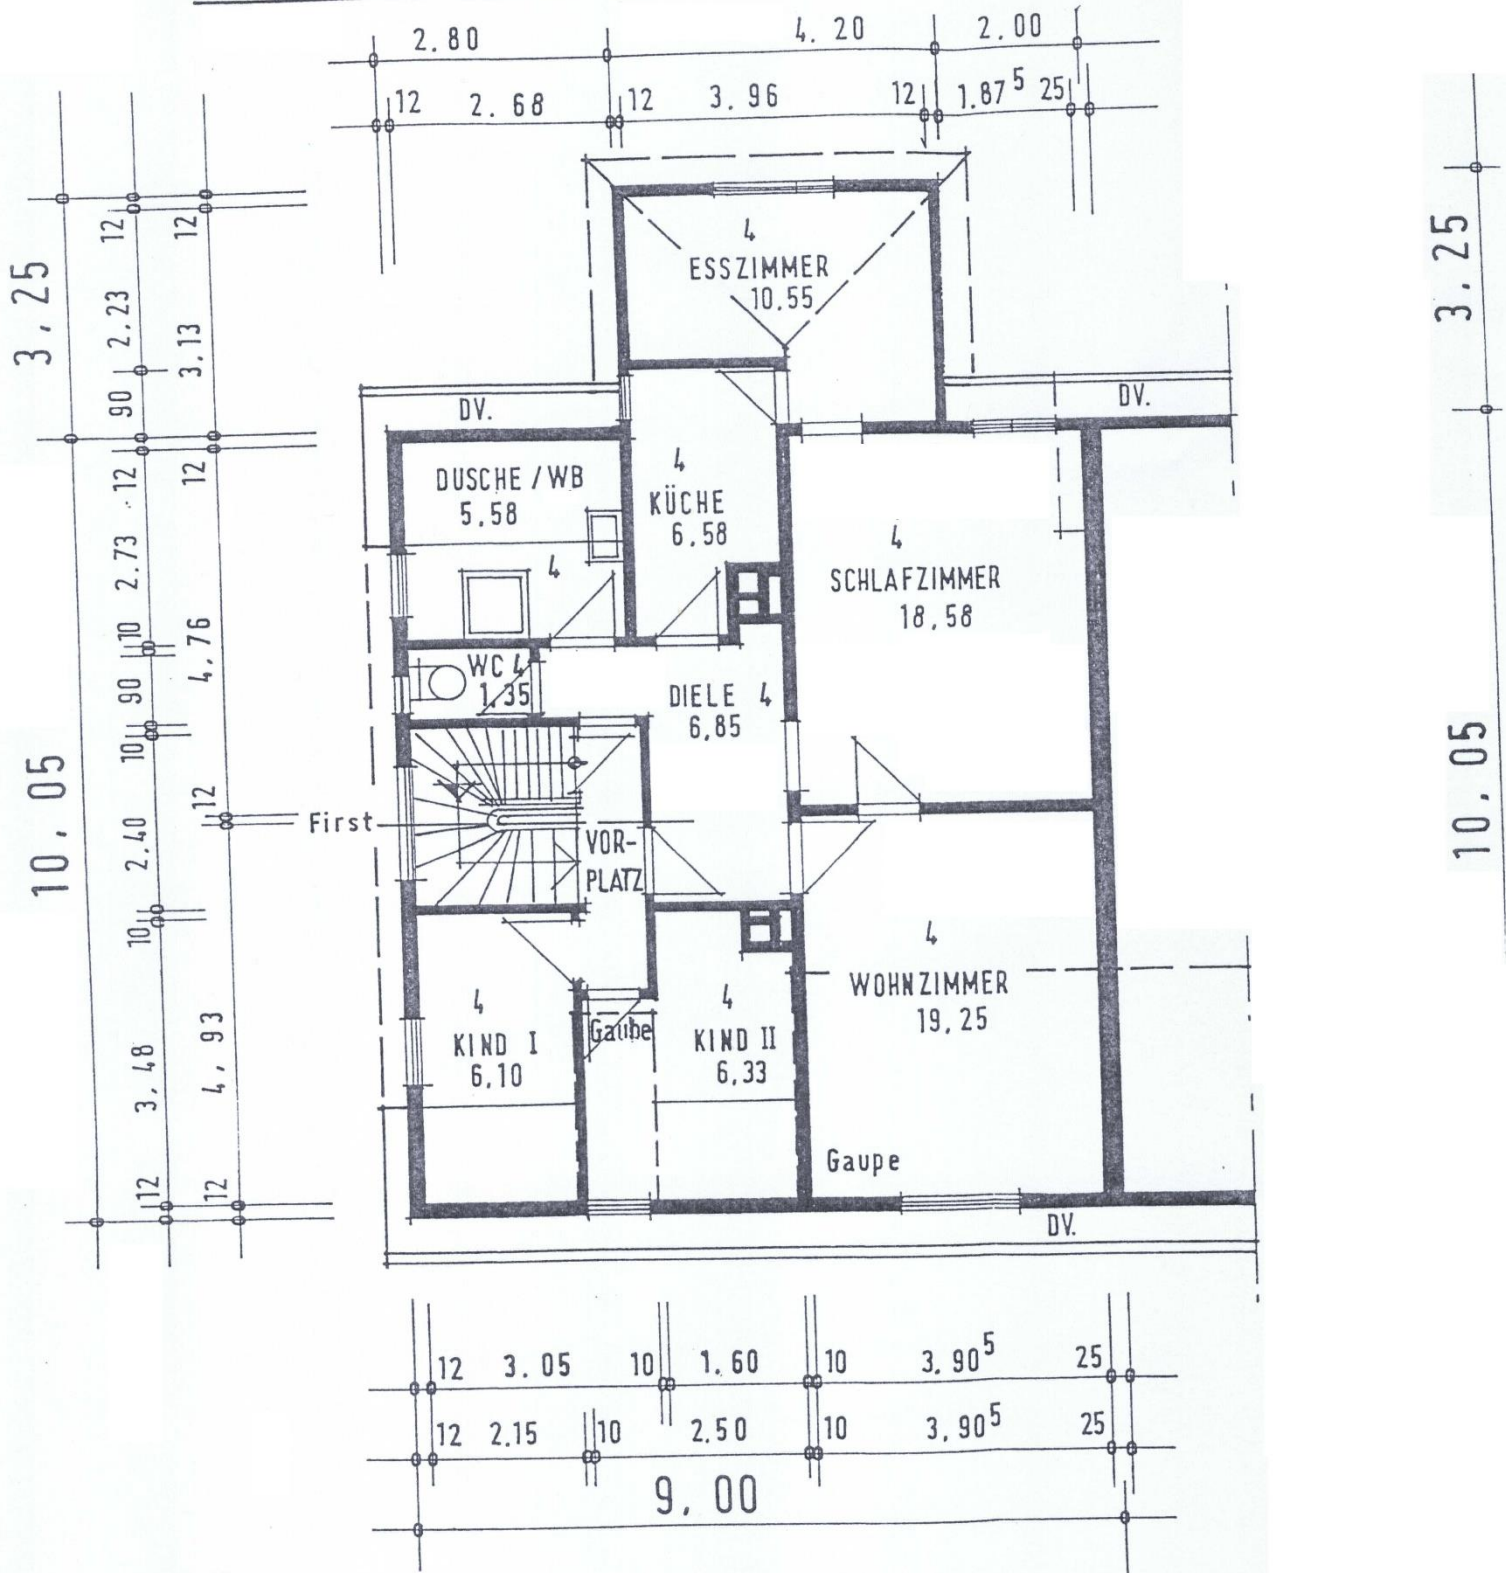 2.80 4.20 2.00
12 2.68 12 3.96 12 1.87⁵ 25
3,25
12
2.23
90
12
2.73
10
90
10
2.40
10
3,48
12
12
3.13
12
4,76
12
4,93
12
10,05
3,25
10,05
4
ESSZIMMER
10.55
DV.
DV.
DUSCHE / WB
5,58
4
4
KÜCHE
6,58
4
SCHLAFZIMMER
18,58
WC 4
1,35
DIELE 4
6,85
First
VOR-
PLATZ
4
KIND I
6,10
Gaube
4
KIND II
6,33
4
WOHNZIMMER
19,25
Gaupe
DV.
12 3.05 10 1.60 10 3.90⁵ 25
12 2.15 10 2.50 10 3,90⁵ 25
9,00